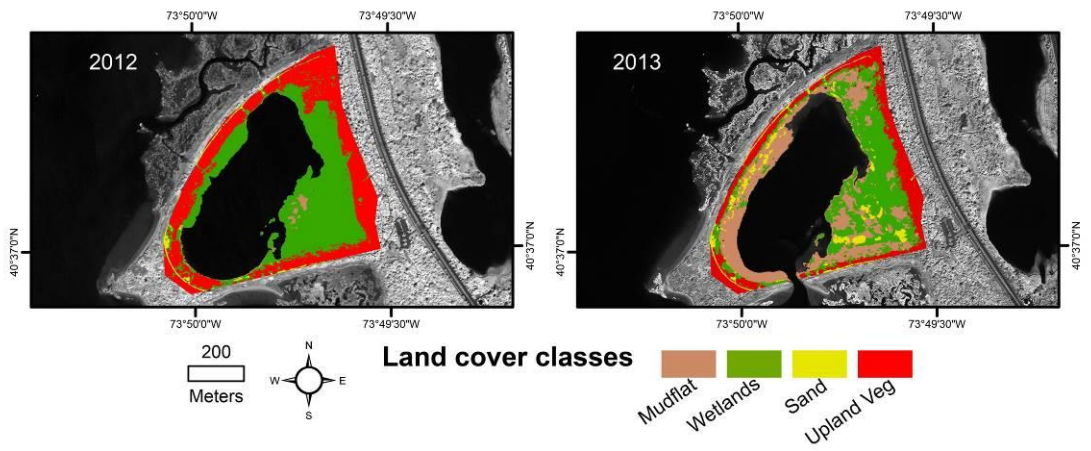 73°50'0"W
73°49'30"W
73°50'0"W
73°49'30"W
2012
2013
40°37'0"N
40°37'0"N
40°37'0"N
40°37'0"N
73°50'0"W
73°49'30"W
73°50'0"W
73°49'30"W
200
Meters
N
W
E
S
Land cover classes
Mudflat
Wetlands
Sand
Upland Veg